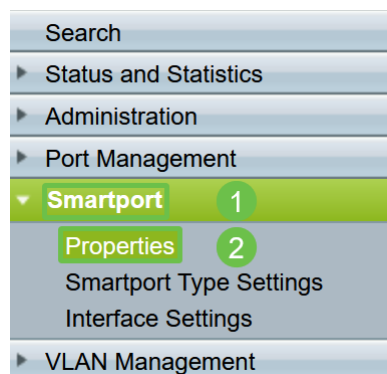 Search
Status and Statistics
Administration
Port Management
Smartport 1
Properties 2
Smartport Type Settings
Interface Settings
VLAN Management